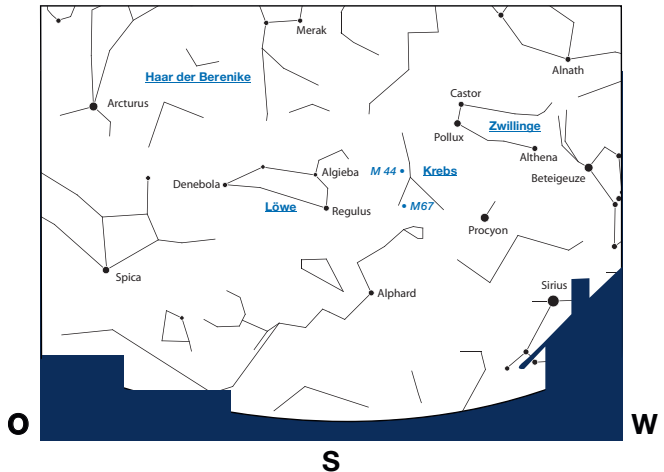 Merak
Alnath
Haar der Berenike
Castor
Arcturus
Zwillinge
Pollux
Althena
Algieba
M 44
Krebs
Beteigeuze
Denebola
Löwe
Regulus
M67
Procyon
Spica
Sirius
Alphard
O
W
S